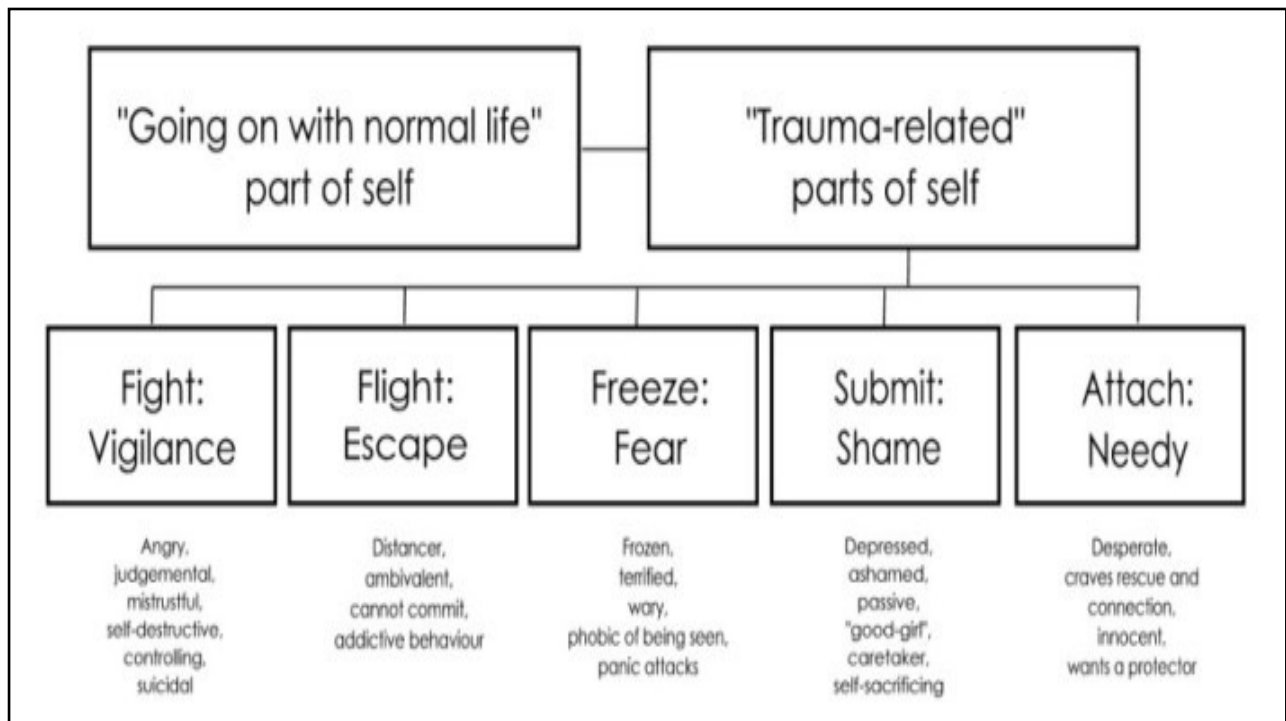 "Going on with normal life"
part of self
"Trauma-related"
parts of self
Fight:
Vigilance
Flight:
Escape
Freeze:
Fear
Submit:
Shame
Attach:
Needy
Angry,
judgemental,
mistrustful,
self-destructive,
controlling,
suicidal
Distancer,
ambivalent,
cannot commit,
addictive behaviour
Frozen,
terrified,
wary,
phobic of being seen,
panic attacks
Depressed,
ashamed,
passive,
"good-girl",
caretaker,
self-sacrificing
Desperate,
craves rescue and
connection,
innocent,
wants a protector